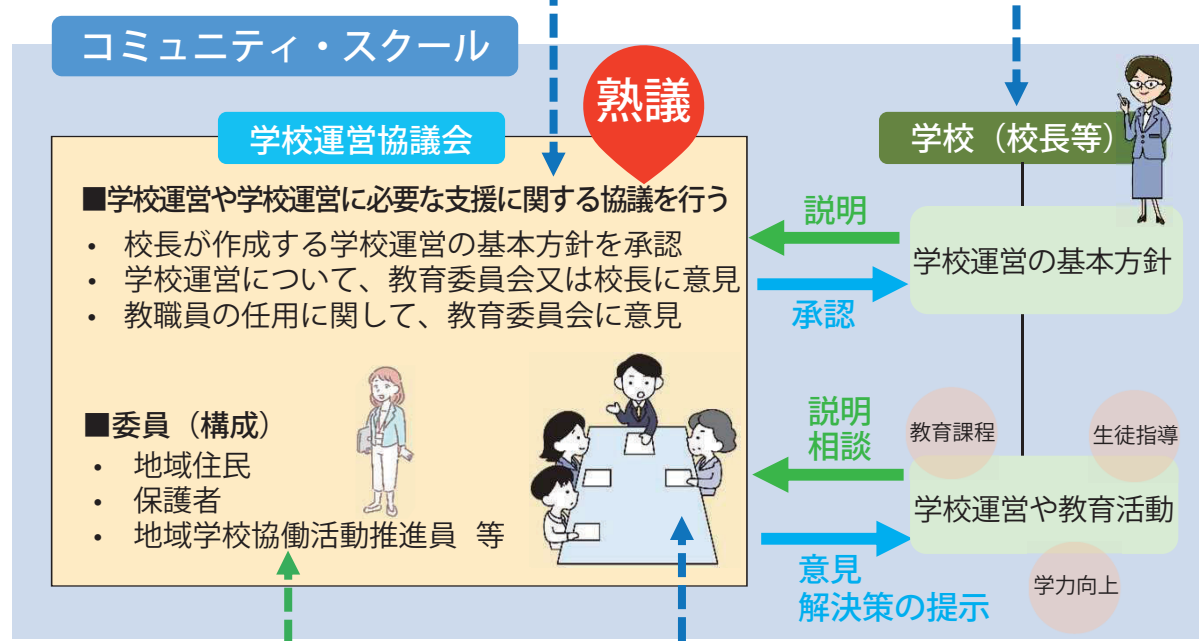 コミュニティ・スクール
熟議
学校運営協議会
■学校運営や学校運営に必要な支援に関する協議を行う
・ 校長が作成する学校運営の基本方針を承認
・ 学校運営について、教育委員会又は校長に意見
・ 教職員の任用に関して、教育委員会に意見
■委員（構成）
・ 地域住民
・ 保護者
・ 地域学校協働活動推進員 等
説明
承認
説明
相談
意見
解決策の提示
学校（校長等）
学校運営の基本方針
教育課程
生徒指導
学校運営や教育活動
学力向上